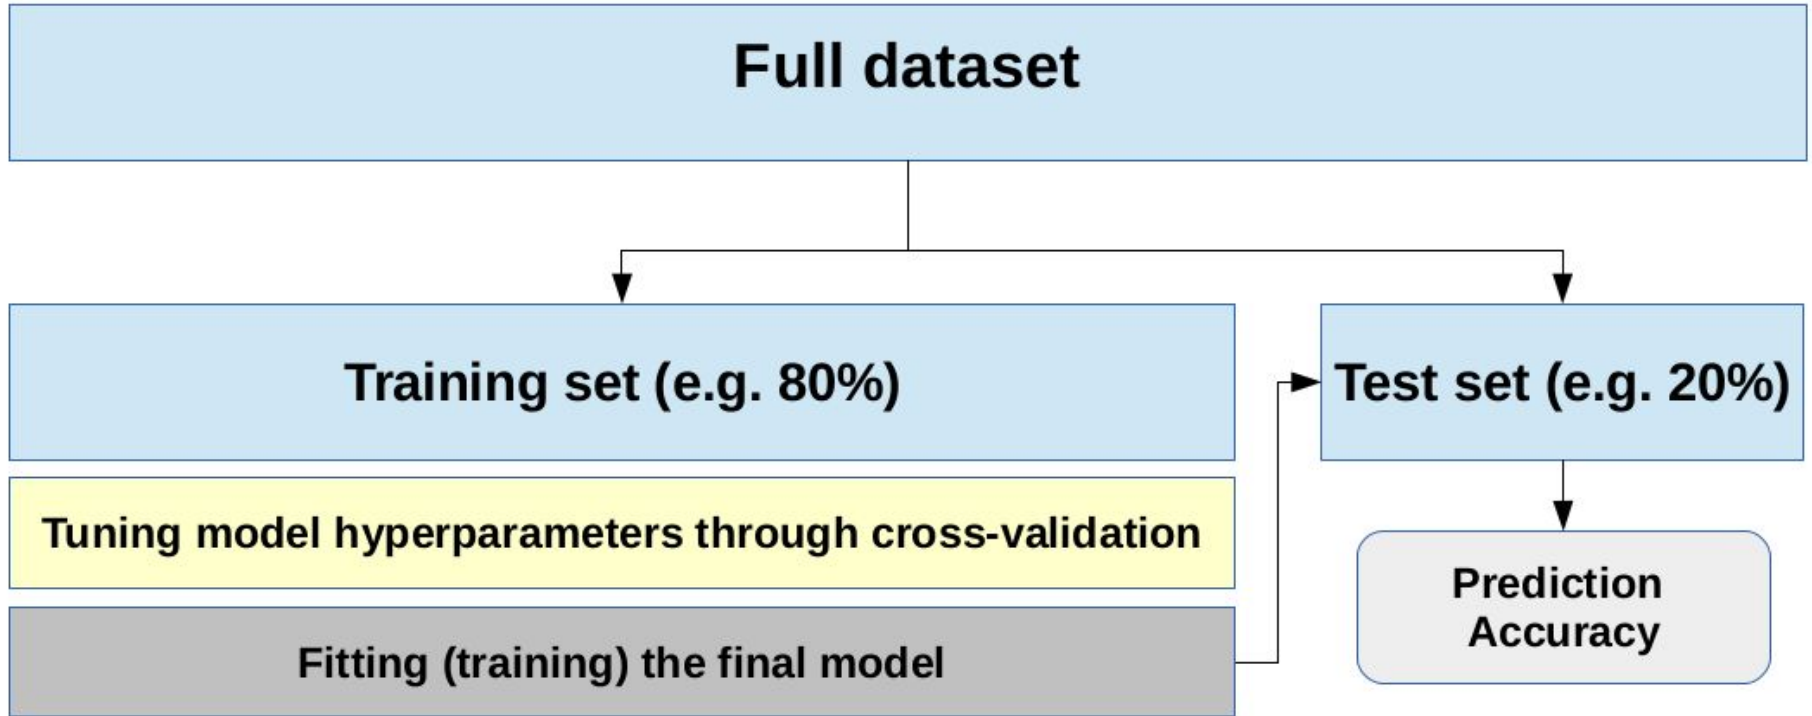 Full dataset
Training set (e.g. 80%)
Test set (e.g. 20%)
Tuning model hyperparameters through cross-validation
Fitting (training) the final model
Prediction
Accuracy